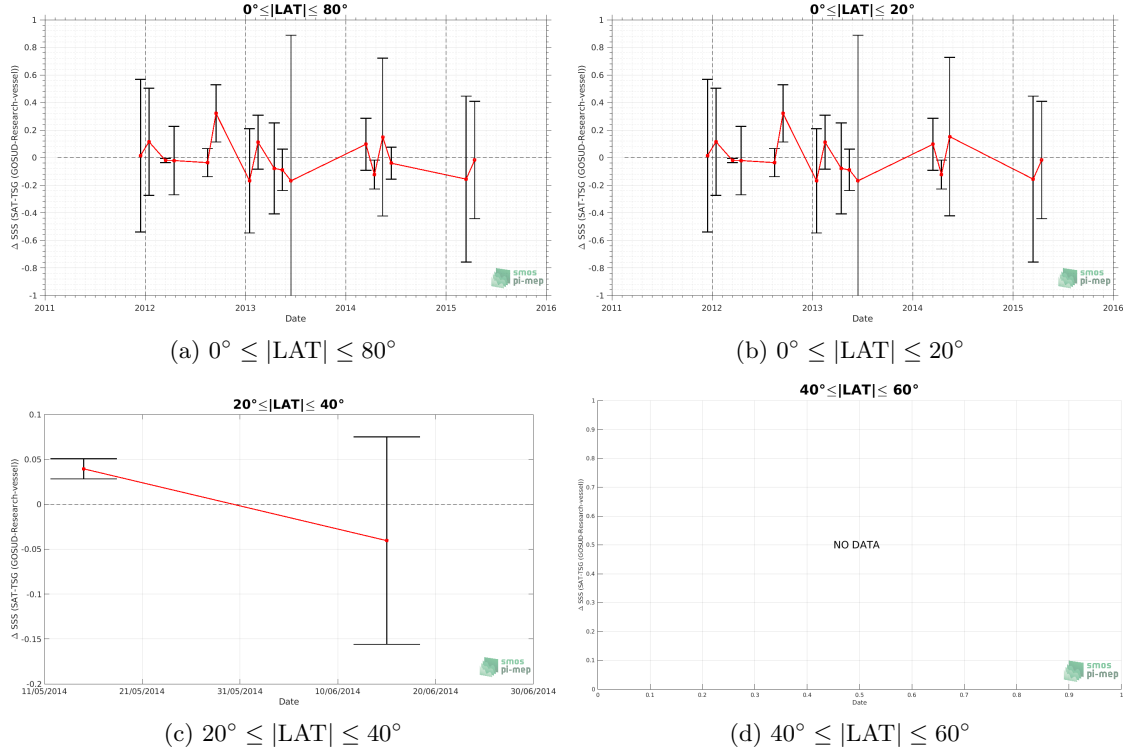 0°≤|LAT|≤ 80°
1
0.8
0.6
0.4
0.2
0
-0.2
-0.4
-0.6
-0.8
-1
Δ SSS (SAT-TSG (GOSUD-Research-vessel))
2011 2012 2013 2014 2015 2016
Date
smos
pi-mep
(a) 0° ≤ |LAT| ≤ 80°
0°≤|LAT|≤ 20°
1
0.8
0.6
0.4
0.2
0
-0.2
-0.4
-0.6
-0.8
-1
Δ SSS (SAT-TSG (GOSUD-Research-vessel))
2011 2012 2013 2014 2015 2016
Date
smos
pi-mep
(b) 0° ≤ |LAT| ≤ 20°
20°≤|LAT|≤ 40°
0.1
0.05
0
-0.05
-0.1
-0.15
-0.2
Δ SSS (SAT-TSG (GOSUD-Research-vessel))
11/05/2014 21/05/2014 31/05/2014 10/06/2014 20/06/2014 30/06/2014
Date
smos
pi-mep
(c) 20° ≤ |LAT| ≤ 40°
40°≤|LAT|≤ 60°
1
0.9
0.8
0.7
0.6
0.5
0.4
0.3
0.2
0.1
0
Δ SSS (SAT-TSG (GOSUD-Research-vessel))
NO DATA
0 0.1 0.2 0.3 0.4 0.5 0.6 0.7 0.8 0.9 1
Date
smos
pi-mep
(d) 40° ≤ |LAT| ≤ 60°